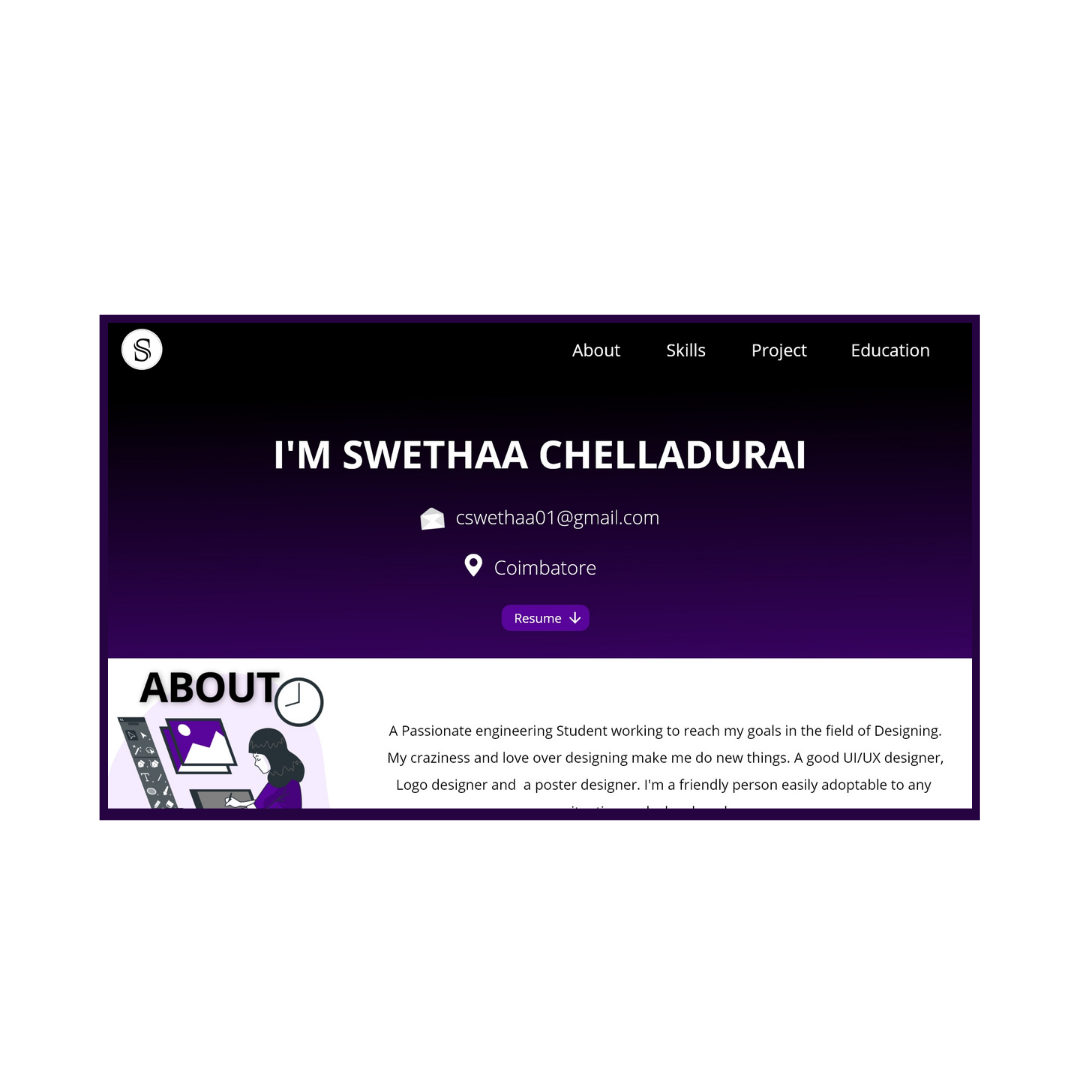 S
About Skills Project Education
I'M SWETHAA CHELLADURAI
cswethaa01@gmail.com
Coimbatore
Resume
ABOUT
A Passionate engineering Student working to reach my goals in the field of Designing.
My craziness and love over designing make me do new things. A good UI/UX designer,
Logo designer and a poster designer. I'm a friendly person easily adoptable to any
T